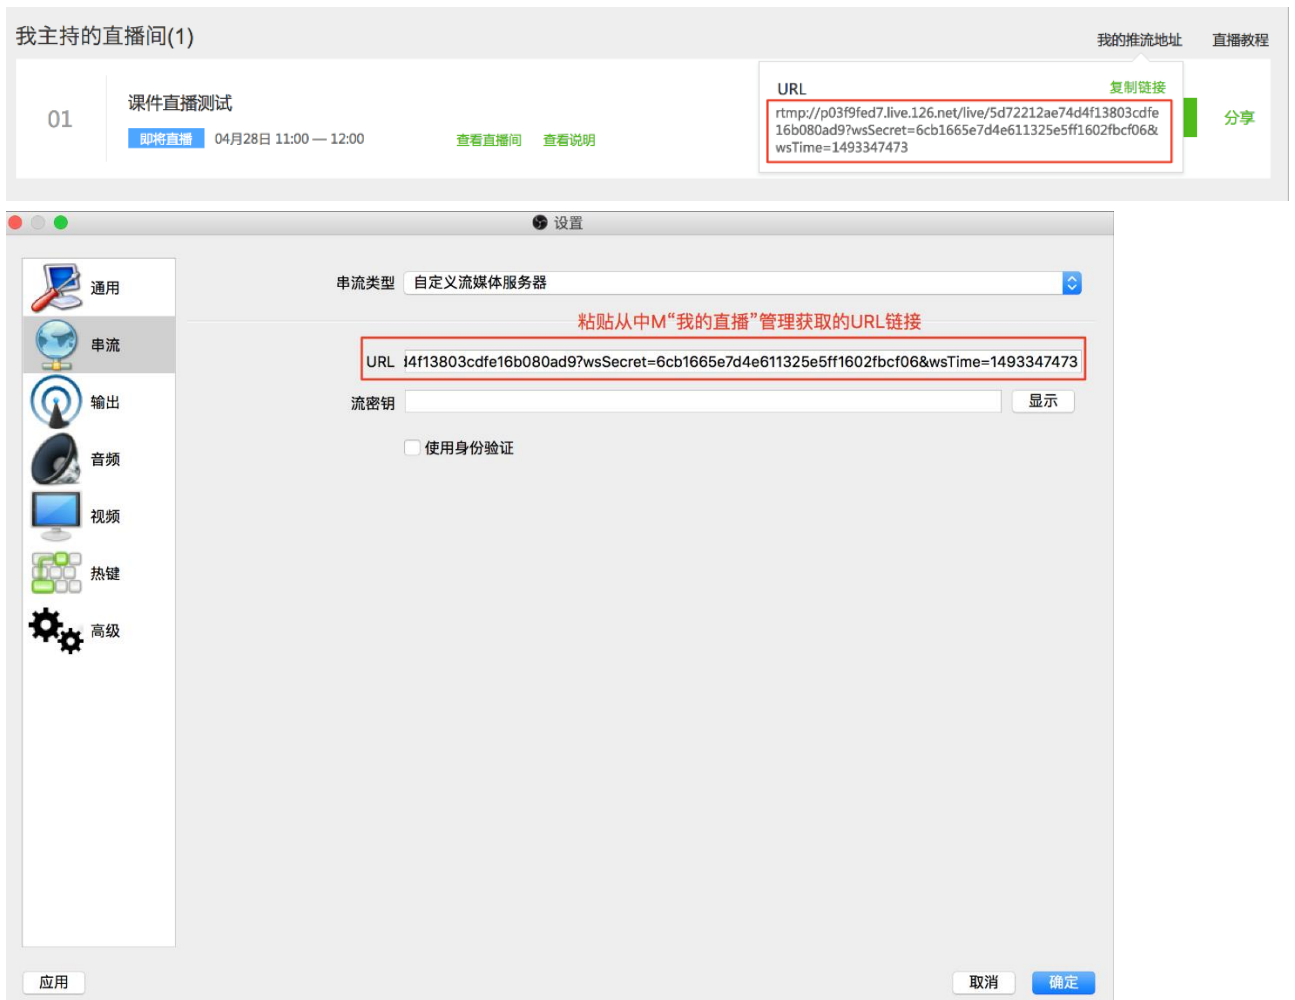 我主持的直播间(1)
我的推流地址
直播教程
01
课件直播测试
即将直播
04月28日 11:00 — 12:00
查看直播间
查看说明
URL
复制链接
rtmp://p03f9fed7.live.126.net/live/5d72212ae74d4f13803cdfe
16b080ad9?wsSecret=6cb1665e7d4e611325e5ff1602fbcf06&
wsTime=1493347473
分享
设置
通用
串流
输出
音频
视频
热键
高级
串流类型
自定义流媒体服务器
粘贴从中M“我的直播”管理获取的URL链接
URL
l4f13803cdfe16b080ad9?wsSecret=6cb1665e7d4e611325e5ff1602fbcf06&wsTime=1493347473
流密钥
显示
使用身份验证
应用
取消
确定